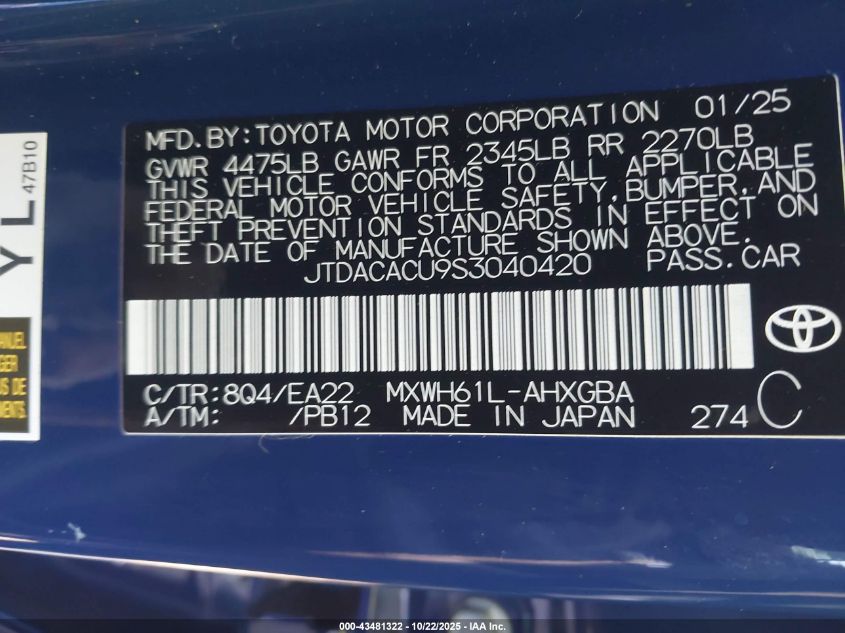 47B10
Y L
MANUEL
MFD.BY:TOYOTA MOTOR CORPORATION 01/25
GVWR 4475LB GAWR FR 2345LB RR 2270LB
THIS VEHICLE CONFORMS TO ALL APPLICABLE
FEDERAL MOTOR VEHICLE SAFETY,BUMPER,AND
THEFT PREVENTION STANDARDS IN EFFECT ON
THE DATE OF MANUFACTURE SHOWN ABOVE.
JTDACACU9S3040420 PASS.CAR
C/TR:8Q4/EA22 MXWH61L-AHXGBA
A/TM: /PB12 MADE IN JAPAN 274 C
000-43481322 | 10/22/2025 - IAA Inc.